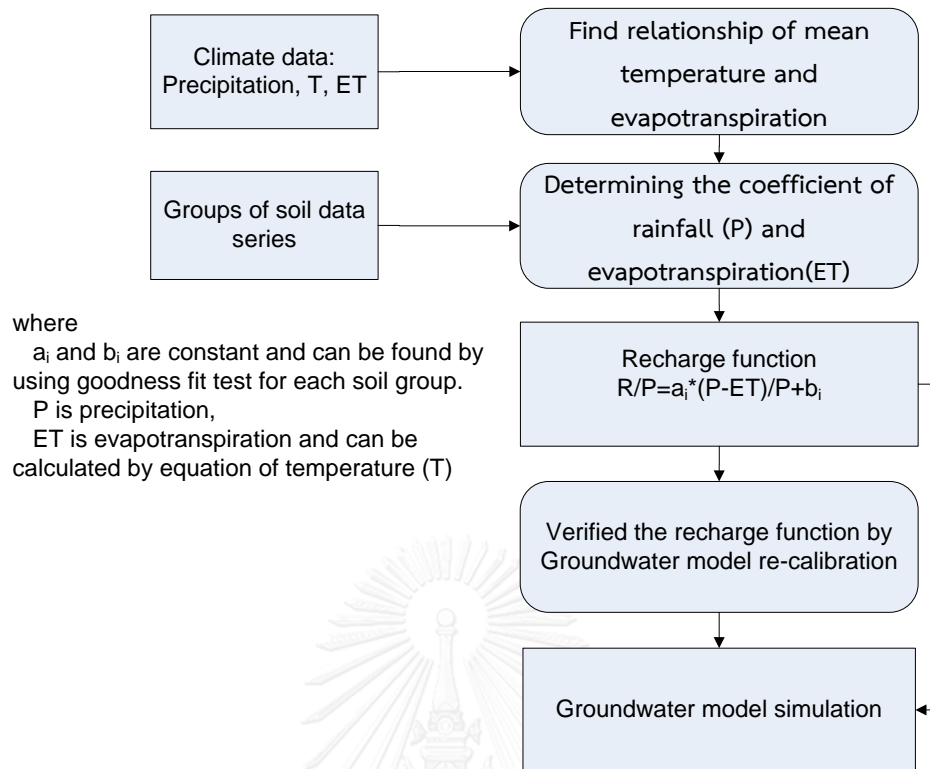 Climate data:
Precipitation, T, ET
Find relationship of mean
temperature and
evapotranspiration
Groups of soil data
series
Determining the coefficient of
rainfall (P) and
evapotranspiration(ET)
where
aᵢ and bᵢ are constant and can be found by
using goodness fit test for each soil group.
P is precipitation,
ET is evapotranspiration and can be
calculated by equation of temperature (T)
Recharge function
R/P=aᵢ*(P-ET)/P+bᵢ
Verified the recharge function by
Groundwater model re-calibration
Groundwater model simulation